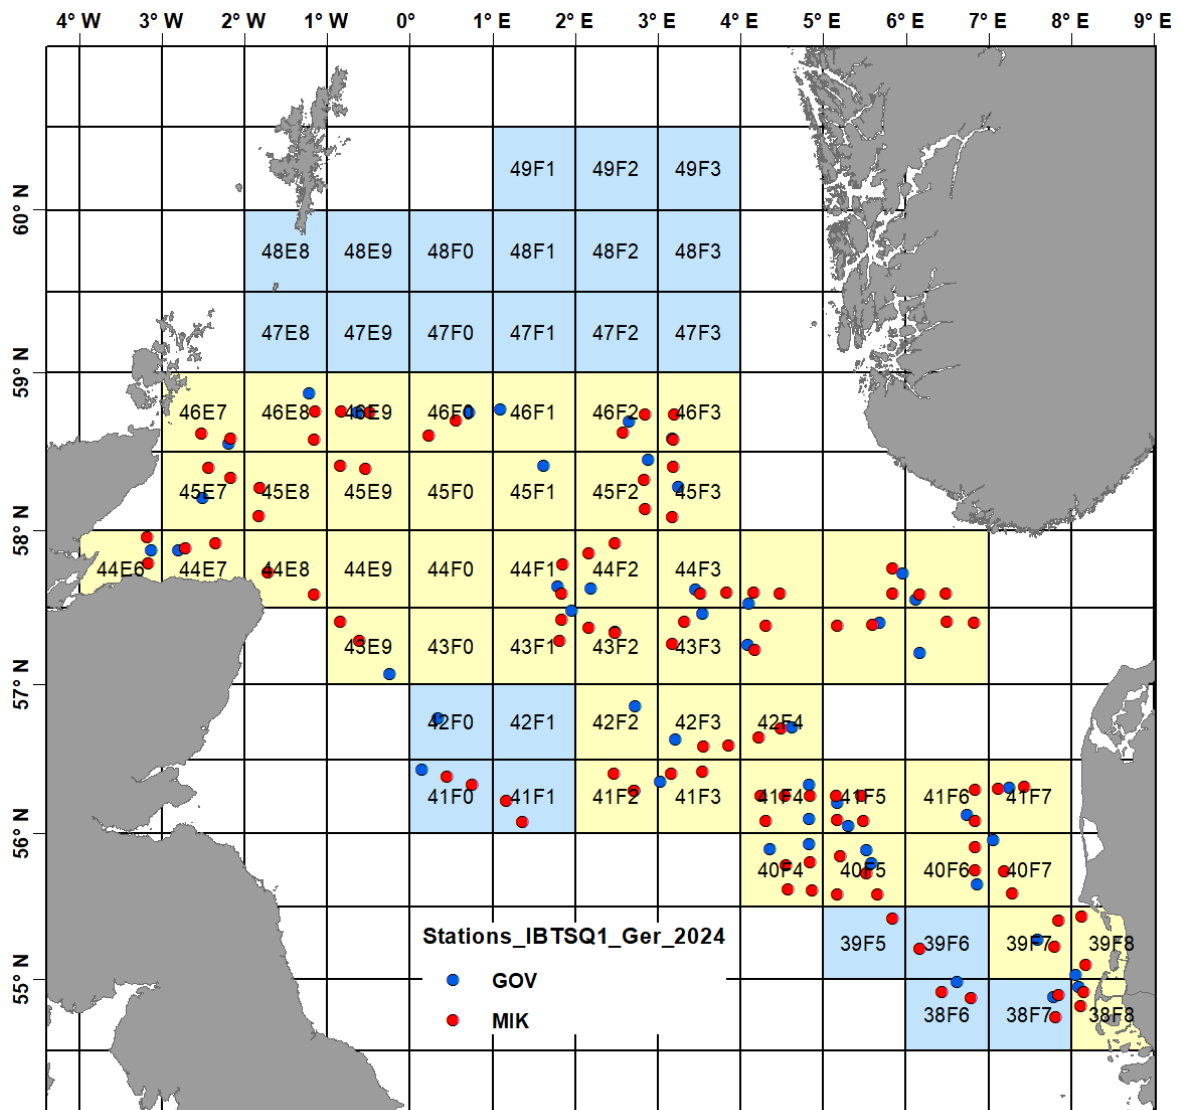 4° W 3° W 2° W 1° W 0° 1° E 2° E 3° E 4° E 5° E 6° E 7° E 8° E 9° E
49F1 49F2 49F3
60° N
48E8 48E9 48F0 48F1 48F2 48F3
47E8 47E9 47F0 47F1 47F2 47F3
59° N
46E7 46E8 46E9 46F0 46F1 46F2 46F3
45E7 45E8 45E9 45F0 45F1 45F2 45F3
58° N
44E6 44E7 44E8 44E9 44F0 44F1 44F2 44F3
43E9 43F0 43F1 43F2 43F3
57° N
42F0 42F1 42F2 42F3 42F4
41F0 41F1 41F2 41F3 41F4 41F5 41F6 41F7
56° N
40F4 40F5 40F6 40F7
Stations_IBTSQ1_Ger_2024
39F5 39F6 39F7 39F8
GOV
55° N
38F6 38F7 38F8
MIK